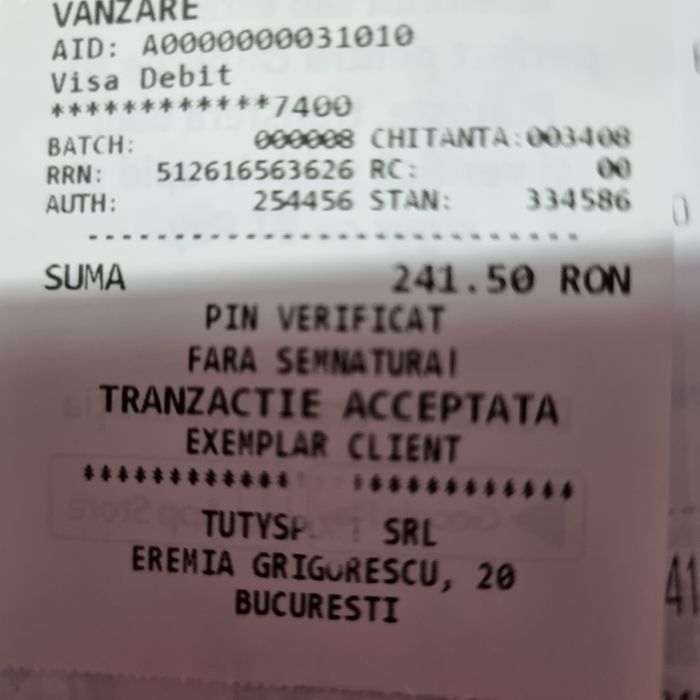 VANZARE
AID: A0000000031010
Visa Debit
************7400
BATCH: 000008 CHITANTA:003408
RRN: 512616563626 RC: 00
AUTH: 254456 STAN: 334586
----------------------------
SUMA 241.50 RON
PIN VERIFICAT
FARA SEMNATURA!
TRANZACTIE ACCEPTATA
EXEMPLAR CLIENT
************ *************
SRL
EREMIA GRIGORESCU, 20
BUCURESTI